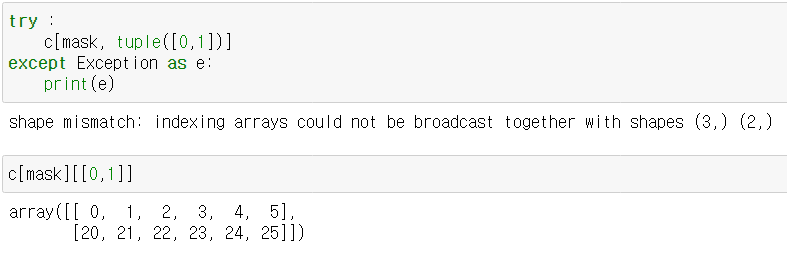 try :
    c[mask, tuple([0,1])]
except Exception as e:
    print(e)
shape mismatch: indexing arrays could not be broadcast together with shapes (3,) (2,)
c[mask][[0,1]]
array([[ 0,  1,  2,  3,  4,  5],
       [20, 21, 22, 23, 24, 25]])